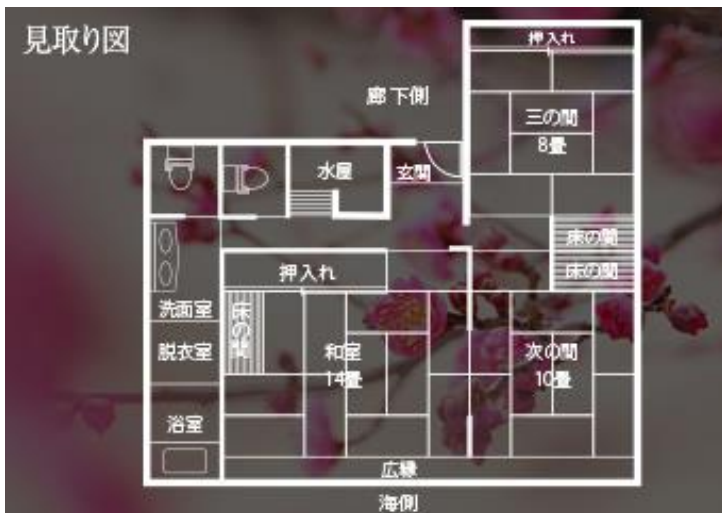 見取り図
押入れ
廊下側
三の間
8畳
水屋
玄関
床の間
床の間
押入れ
洗面室
床の間
和室
14畳
次の間
10畳
脱衣室
浴室
広縁
海側